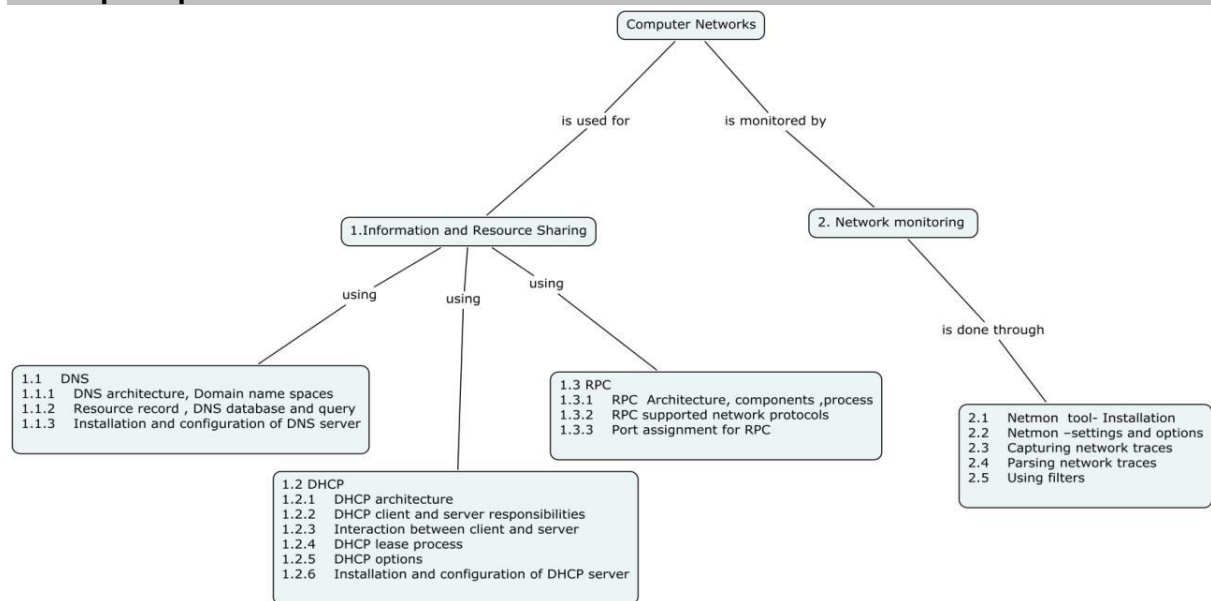 Computer Networks
is used for
is monitored by
1.Information and Resource Sharing
2. Network monitoring
using
using
using
is done through
1.1 DNS
1.1.1 DNS architecture, Domain name spaces
1.1.2 Resource record , DNS database and query
1.1.3 Installation and configuration of DNS server
1.3 RPC
1.3.1 RPC Architecture, components ,process
1.3.2 RPC supported network protocols
1.3.3 Port assignment for RPC
2.1 Netmon tool- Installation
2.2 Netmon –settings and options
2.3 Capturing network traces
2.4 Parsing network traces
2.5 Using filters
1.2 DHCP
1.2.1 DHCP architecture
1.2.2 DHCP client and server responsibilities
1.2.3 Interaction between client and server
1.2.4 DHCP lease process
1.2.5 DHCP options
1.2.6 Installation and configuration of DHCP server